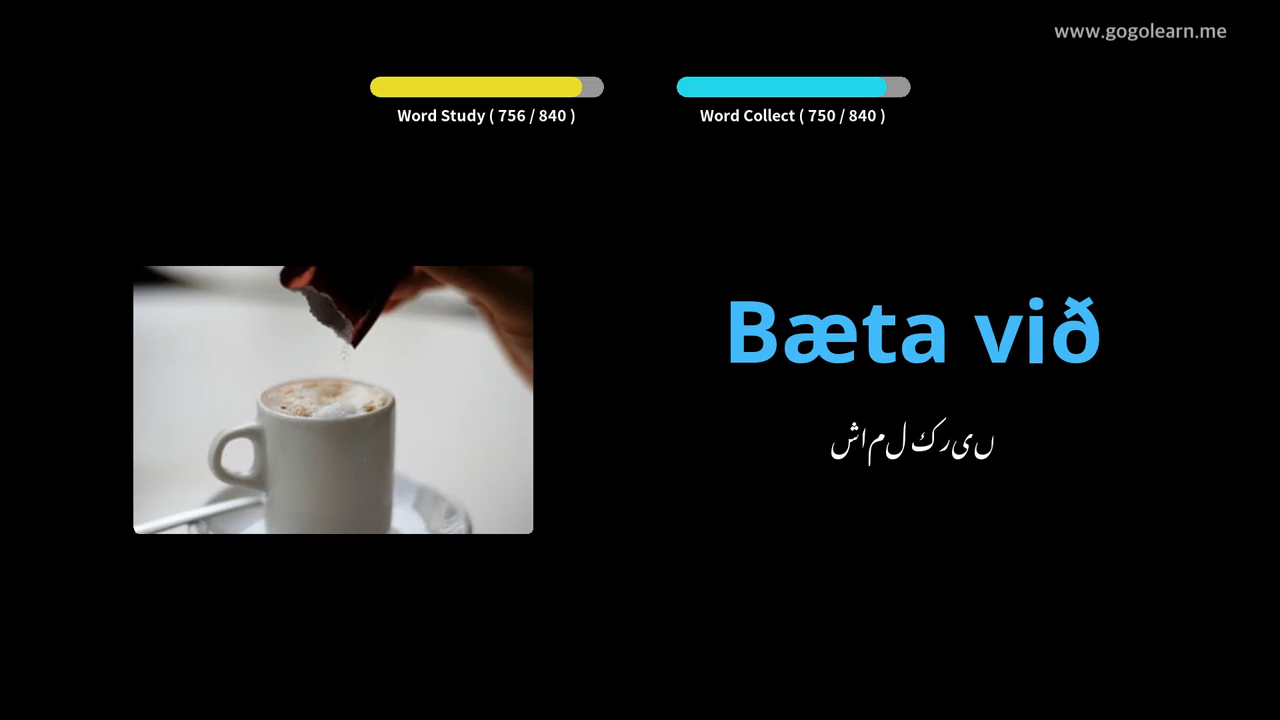 www.gogolearn.me
Word Study ( 756 / 840 )
Word Collect ( 750 / 840 )
Bæta við
شامل کریں